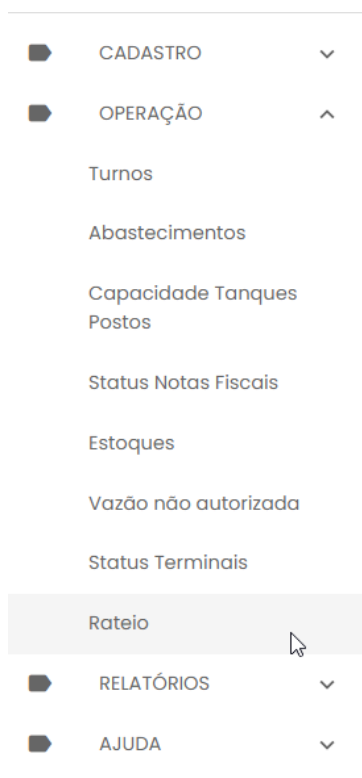 CADASTRO
OPERAÇÃO
Turnos
Abastecimentos
Capacidade Tanques
Postos
Status Notas Fiscais
Estoques
Vazão não autorizada
Status Terminais
Rateio
RELATÓRIOS
AJUDA